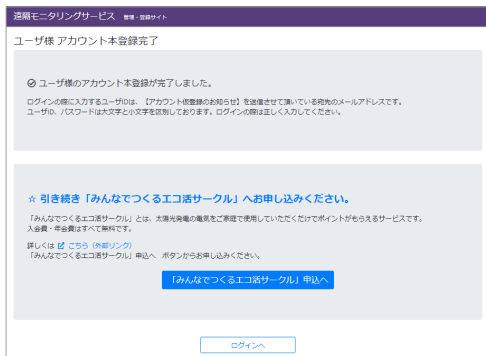 遠隔モニタリングサービス 管理・登録サイト
ユーザ様 アカウント本登録完了
ユーザ様のアカウント本登録が完了しました。
ログインの際に入力するユーザIDは、【アカウント仮登録のお知らせ】を送信させて頂いている宛先のメールアドレスです。
ユーザID、パスワードは大文字と小文字を区別しております。ログインの際は正しく入力してください。
☆ 引き続き「みんなでつくるエコ活サークル」へお申し込みください。
「みんなでつくるエコ活サークル」とは、太陽光発電の電気をご家庭で使用していただくだけでポイントがもらえるサービスです。
入会費・年会費はすべて無料です。
詳しくは こちら（外部リンク）
「みんなでつくるエコ活サークル」申込へ ボタンからお申し込みください。
「みんなでつくるエコ活サークル」申込へ
ログインへ